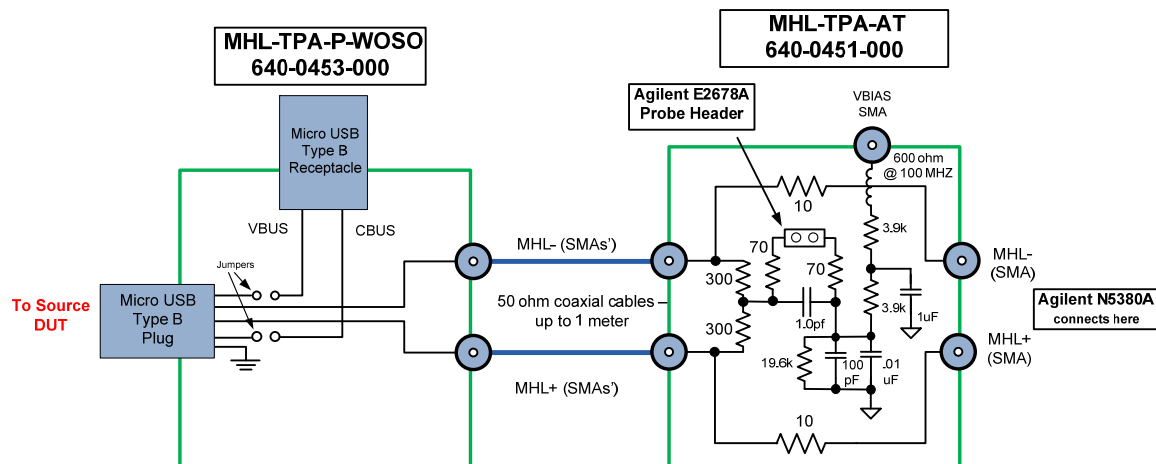 MHL-TPA-P-WOSO
640-0453-000
MHL-TPA-AT
640-0451-000
Agilent E2678A
Probe Header
VBIAS
SMA
Micro USB
Type B
Receptacle
600 ohm
@ 100 MHZ
10
VBUS
CBUS
3.9k
MHL- (SMAs')
70
70
300
MHL-
(SMA)
Jumpers
To Source
DUT
Micro USB
Type B
Plug
50 ohm coaxial cables –
up to 1 meter
3.9k
1uF
Agilent N5380A
connects here
300
1.0pf
MHL+
(SMA)
19.6k
100
pF
.01
uF
MHL+ (SMAs')
10